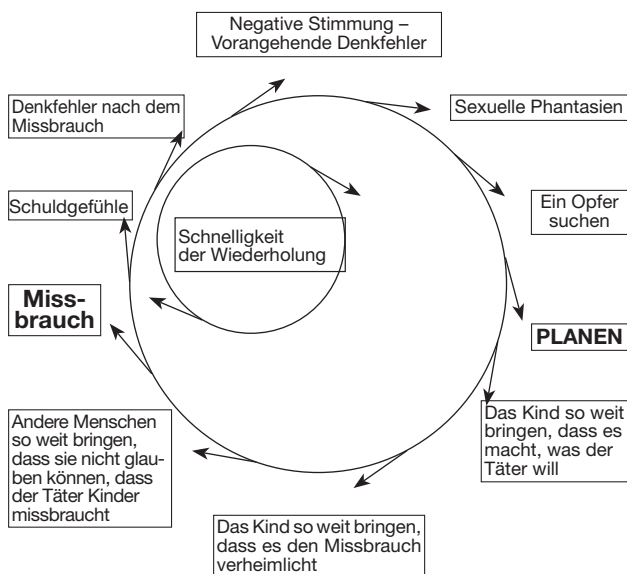 Negative Stimmung –
Vorangehende Denkfehler
Sexuelle Phantasien
Ein Opfer
suchen
PLANEN
Das Kind so weit
bringen, dass es
macht, was der
Täter will
Das Kind so weit bringen,
dass es den Missbrauch
verheimlicht
Andere Menschen
so weit bringen,
dass sie nicht glau
ben können, dass
der Täter Kinder
missbraucht
Miss-
brauch
Schuldgefühle
Denkfehler nach dem
Missbrauch
Schnelligkeit
der Wiederholung